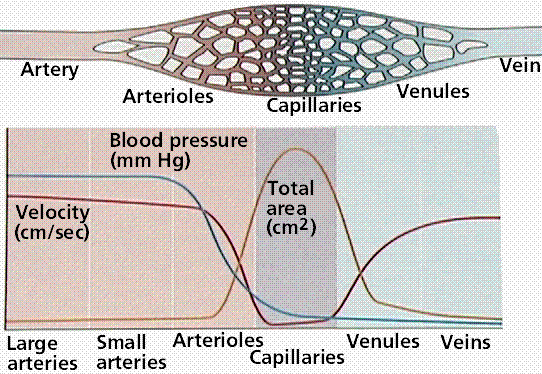 Artery
Vein
Arterioles
Capillaries
Venules
Blood pressure
(mm Hg)
Velocity
(cm/sec)
Total
area
(cm2)
Large
arteries
Small
arteries
Arterioles
Capillaries
Venules
Veins